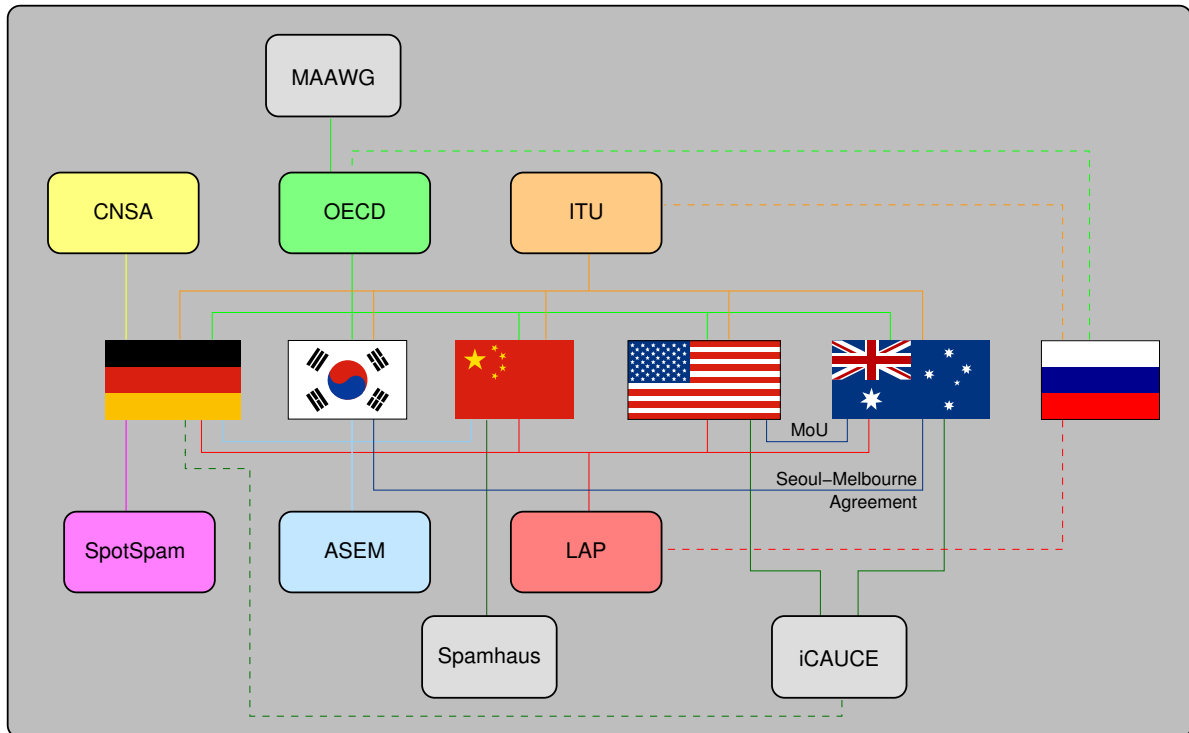 MAAWG
CNSA
OECD
ITU
MoU
Seoul–Melbourne
Agreement
SpotSpam
ASEM
LAP
Spamhaus
iCAUCE